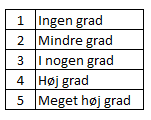 1 Ingen grad
2 Mindre grad
3 I nogen grad
4 Høj grad
5 Meget høj grad